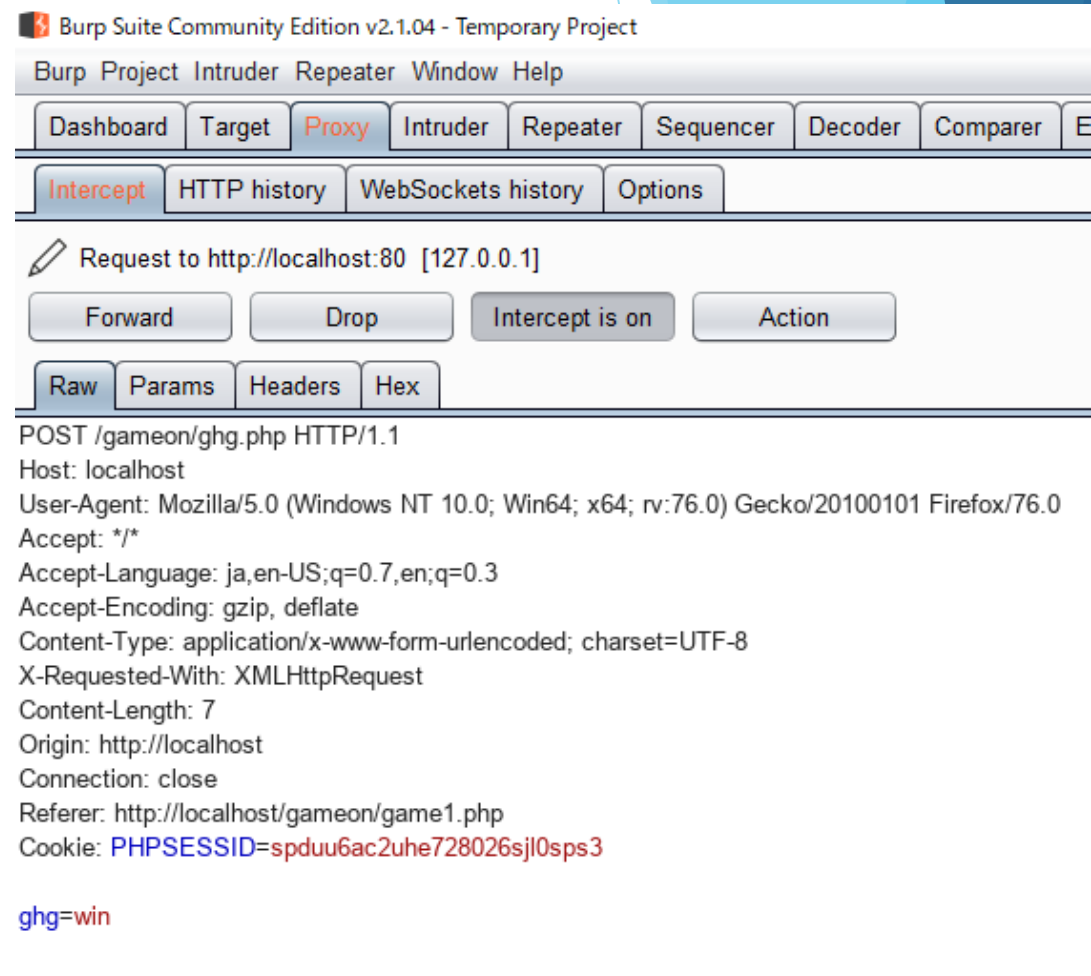 Burp Suite Community Edition v2.1.04 - Temporary Project
Burp Project Intruder Repeater Window Help
Dashboard Target Proxy Intruder Repeater Sequencer Decoder Comparer E
Intercept HTTP history WebSockets history Options
Request to http://localhost:80 [127.0.0.1]
Forward Drop Intercept is on Action
Raw Params Headers Hex
POST /gameon/ghg.php HTTP/1.1
Host: localhost
User-Agent: Mozilla/5.0 (Windows NT 10.0; Win64; x64; rv:76.0) Gecko/20100101 Firefox/76.0
Accept: */*
Accept-Language: ja,en-US;q=0.7,en;q=0.3
Accept-Encoding: gzip, deflate
Content-Type: application/x-www-form-urlencoded; charset=UTF-8
X-Requested-With: XMLHttpRequest
Content-Length: 7
Origin: http://localhost
Connection: close
Referer: http://localhost/gameon/game1.php
Cookie: PHPSESSID=spduu6ac2uhe728026sjl0sps3
ghg=win